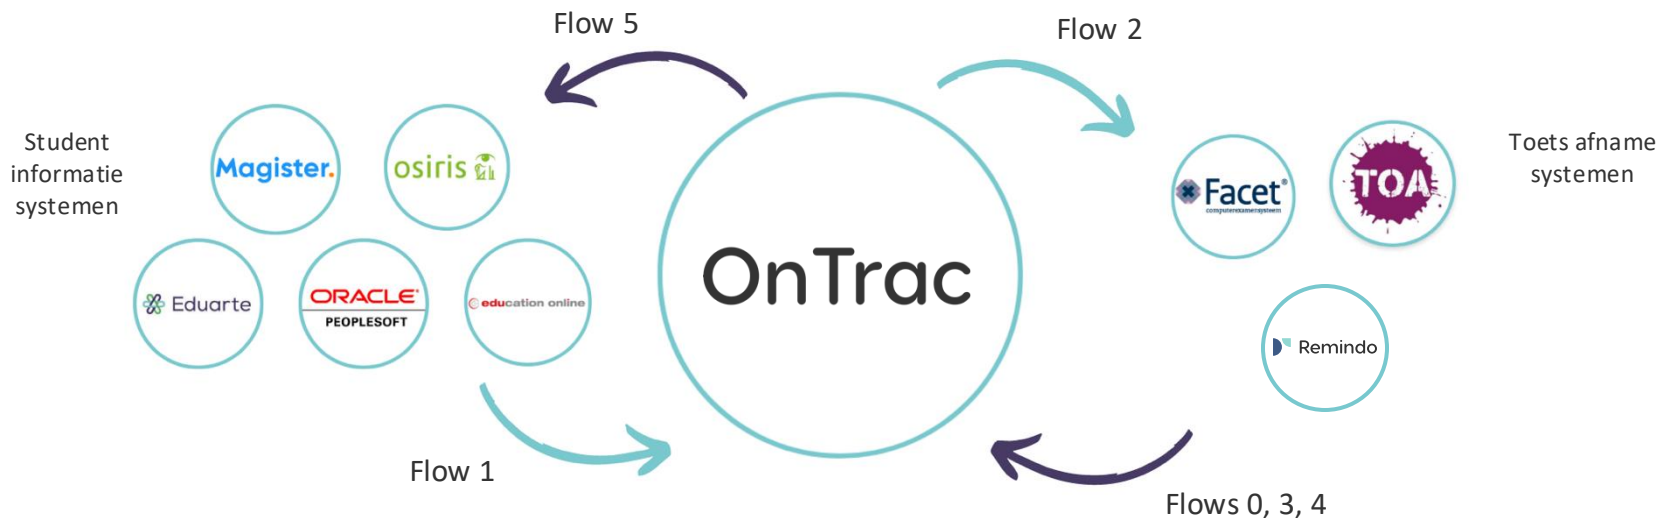 Flow 5
Flow 2
Student
informatie
systemen
Magister.
osiris
Eduarte
ORACLE®
PEOPLESOFT
education online
Flow 1
OnTrac
Facet®
computerexamensysteem
TOA
Remindo
Toets afname
systemen
Flows 0, 3, 4